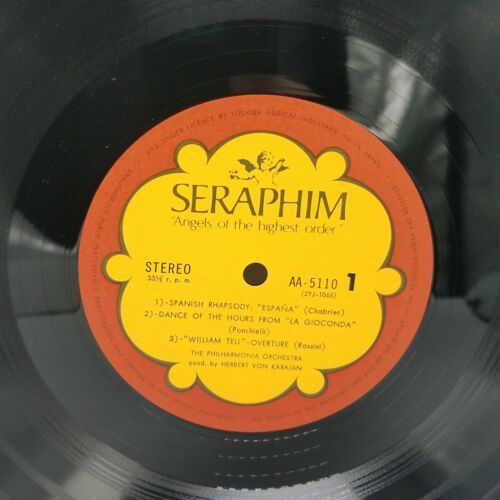 MFD. UNDER LICENCE BY TOSHIBA MUSICAL INDUSTRIES LTD. IN JAPAN
SERAPHIM
"Angels of the highest order"
STEREO
33⅓ r. p. m.
AA-5110 1
(2YJ-1065)
1)-SPANISH RHAPSODY, "ESPAÑA" (Chabrier)
2)-DANCE OF THE HOURS FROM "LA GIOCONDA"
(Ponchielli)
3)-"WILLIAM TELL"-OVERTURE (Rossini)
THE PHILHARMONIA ORCHESTRA
cond. by HERBERT VON KARAJAN